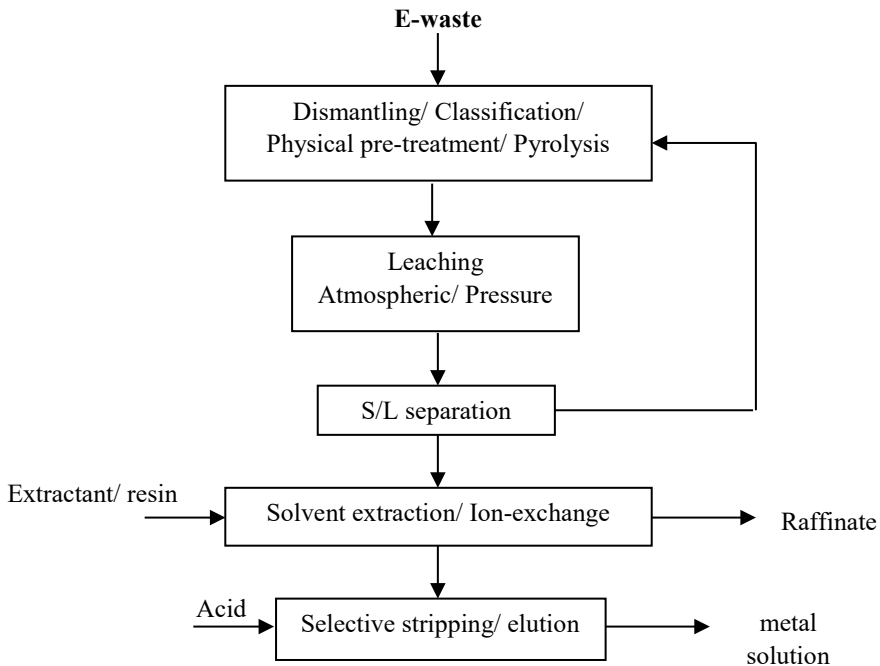 E-waste
Dismantling/ Classification/
Physical pre-treatment/ Pyrolysis
Leaching
Atmospheric/ Pressure
S/L separation
Extractant/ resin
Solvent extraction/ Ion-exchange
Raffinate
Acid
Selective stripping/ elution
metal
solution